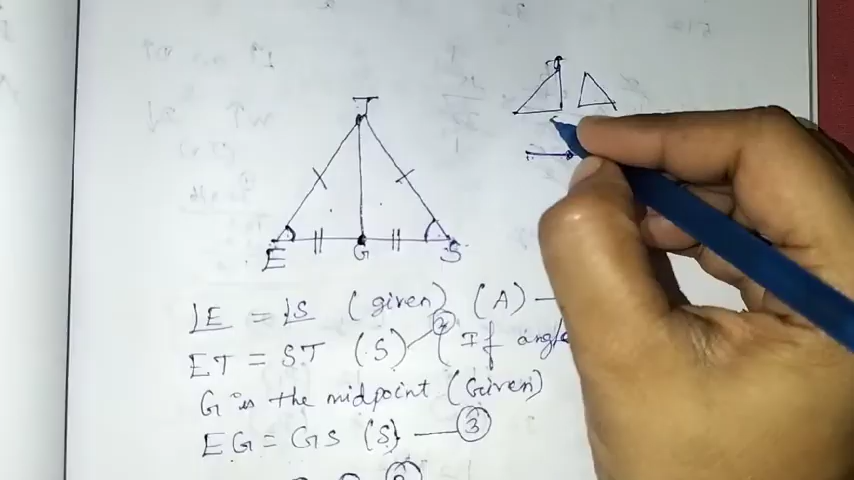 T
E G S
∠E = ∠S (given) (A) —
ET = ST (S) — ② (If angle
G is the midpoint (Given)
EG = GS (S) — ③